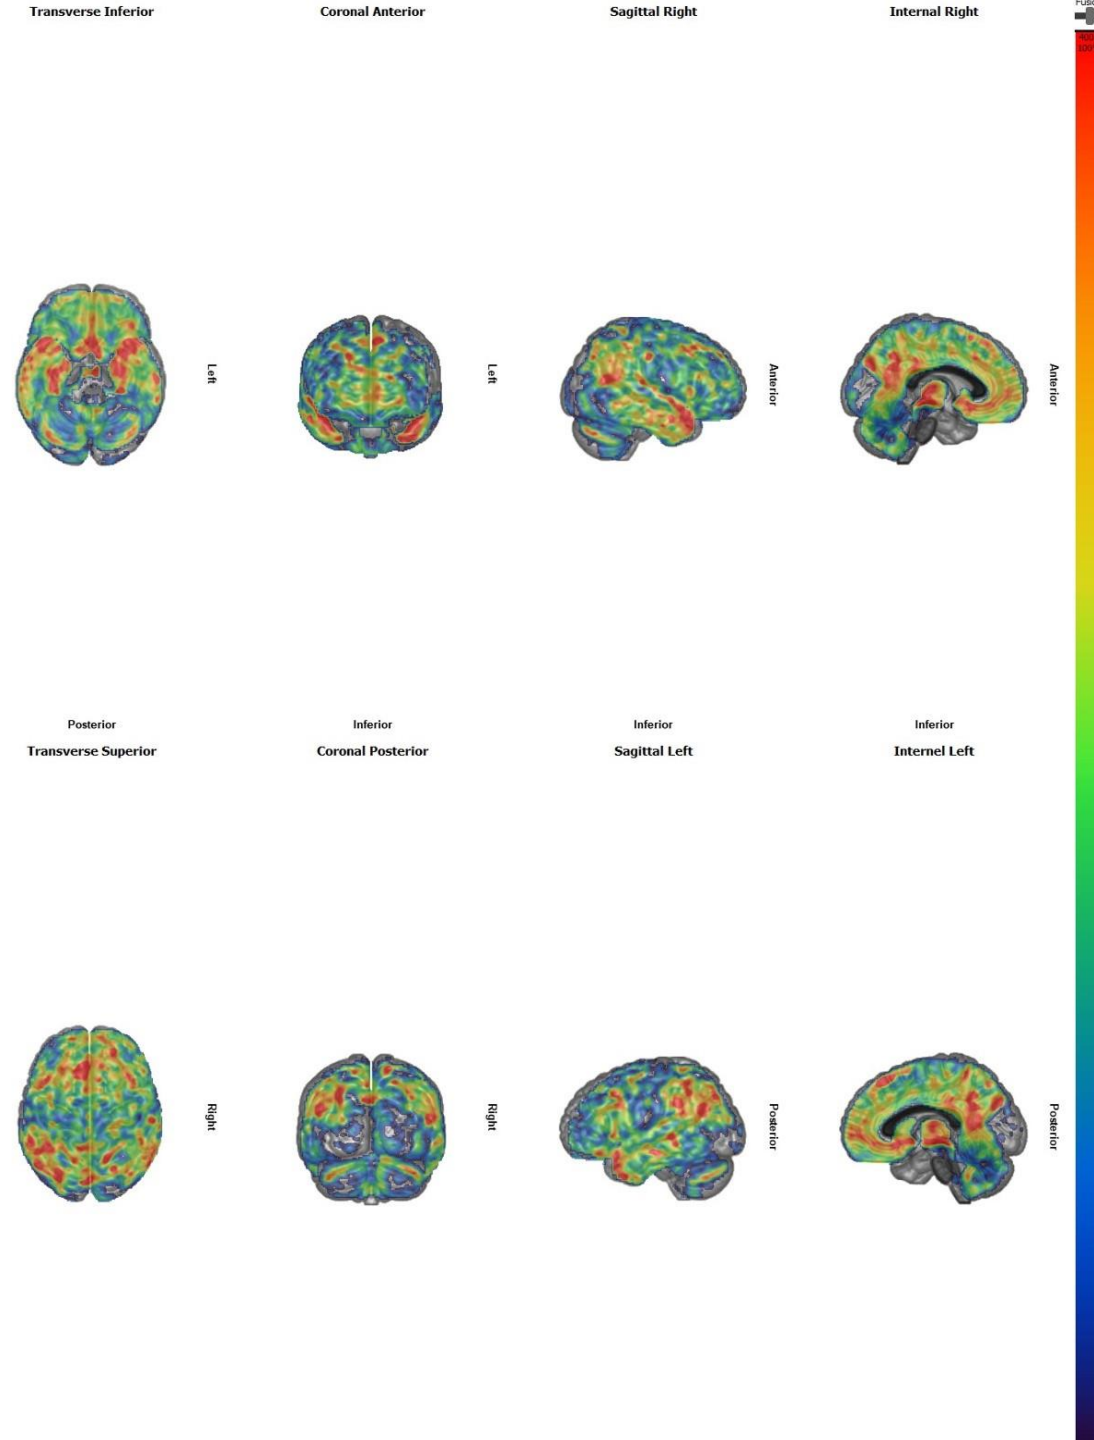 Transverse Inferior Coronal Anterior Sagittal Right Internal Right
Left Left Anterior Anterior
Posterior Inferior Inferior Inferior
Transverse Superior Coronal Posterior Sagittal Left Internel Left
Right Right Posterior Posterior